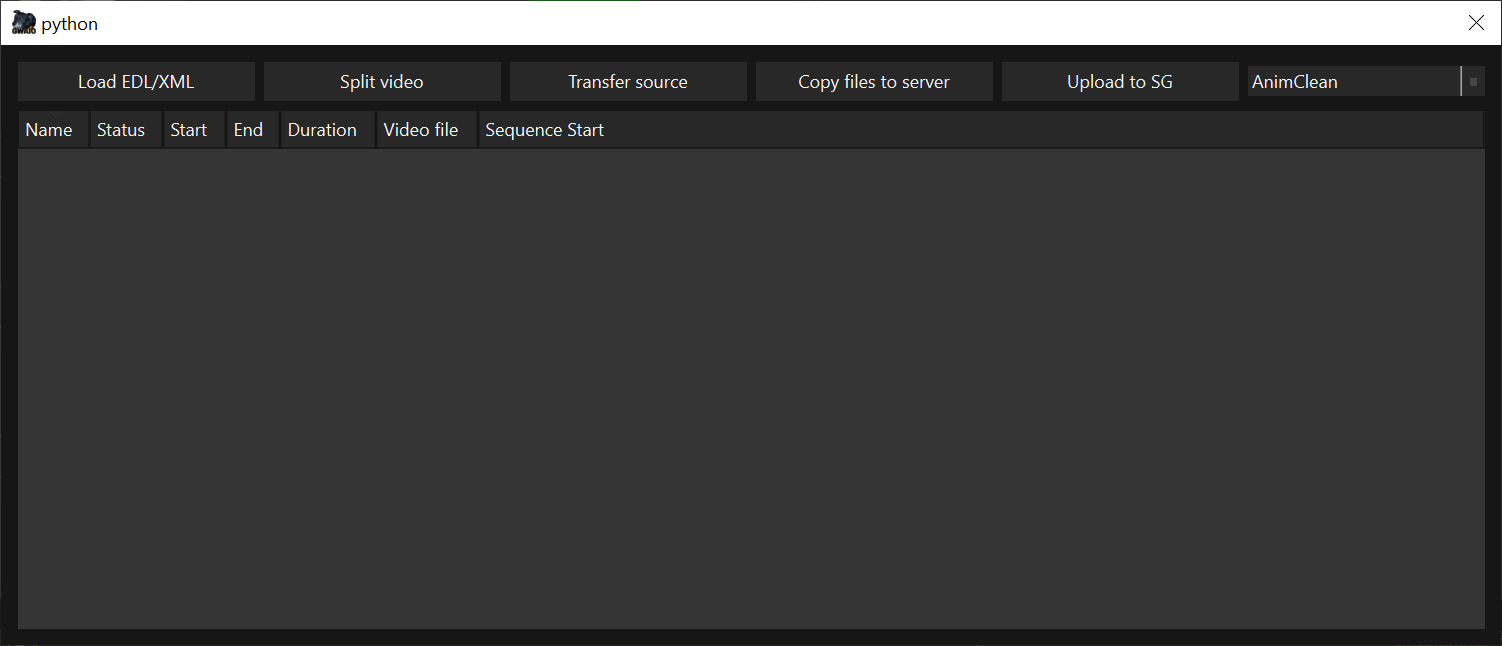 GWAIO python
Load EDL/XML Split video Transfer source Copy files to server Upload to SG AnimClean
Name Status Start End Duration Video file Sequence Start